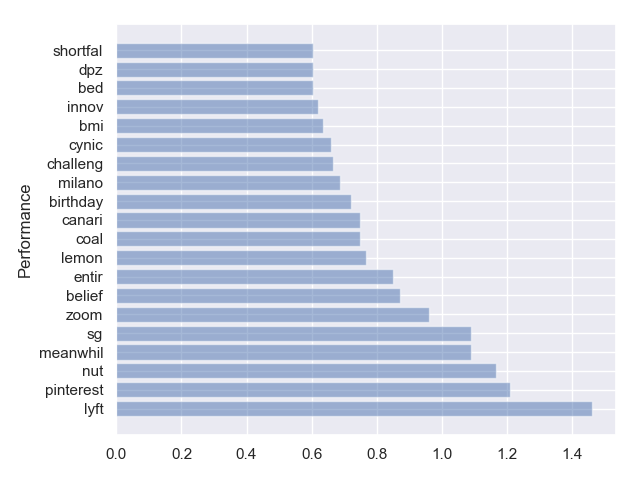 shortfal
dpz
bed
innov
bmi
cynic
challeng
milano
birthday
canari
coal
lemon
entir
belief
zoom
sg
meanwhil
nut
pinterest
lyft
Performance
0.0 0.2 0.4 0.6 0.8 1.0 1.2 1.4